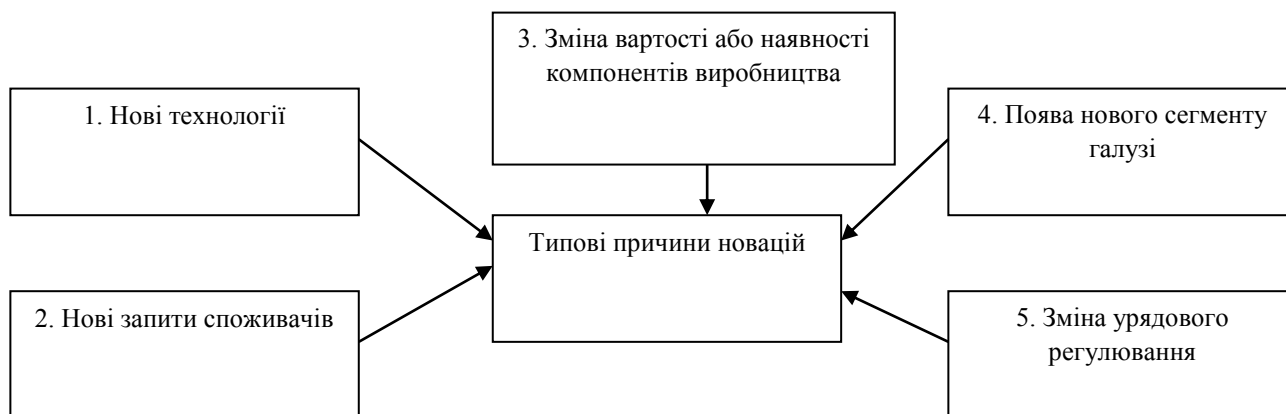 1. Нові технології
2. Нові запити споживачів
3. Зміна вартості або наявності
компонентів виробництва
4. Поява нового сегменту
галузі
5. Зміна урядового
регулювання
Типові причини новацій